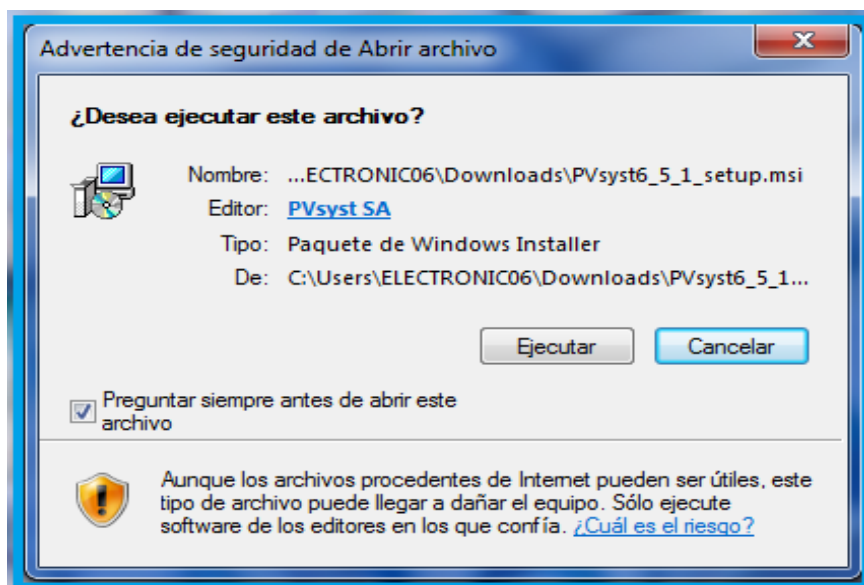 Advertencia de seguridad de Abrir archivo
¿Desea ejecutar este archivo?
Nombre: ...ECTRONIC06\Downloads\PVsyst6_5_1_setup.msi
Editor: PVsyst SA
Tipo: Paquete de Windows Installer
De: C:\Users\ELECTRONIC06\Downloads\PVsyst6_5_1...
Ejecutar Cancelar
Preguntar siempre antes de abrir este
archivo
Aunque los archivos procedentes de Internet pueden ser útiles, este
tipo de archivo puede llegar a dañar el equipo. Sólo ejecute
software de los editores en los que confía. ¿Cuál es el riesgo?